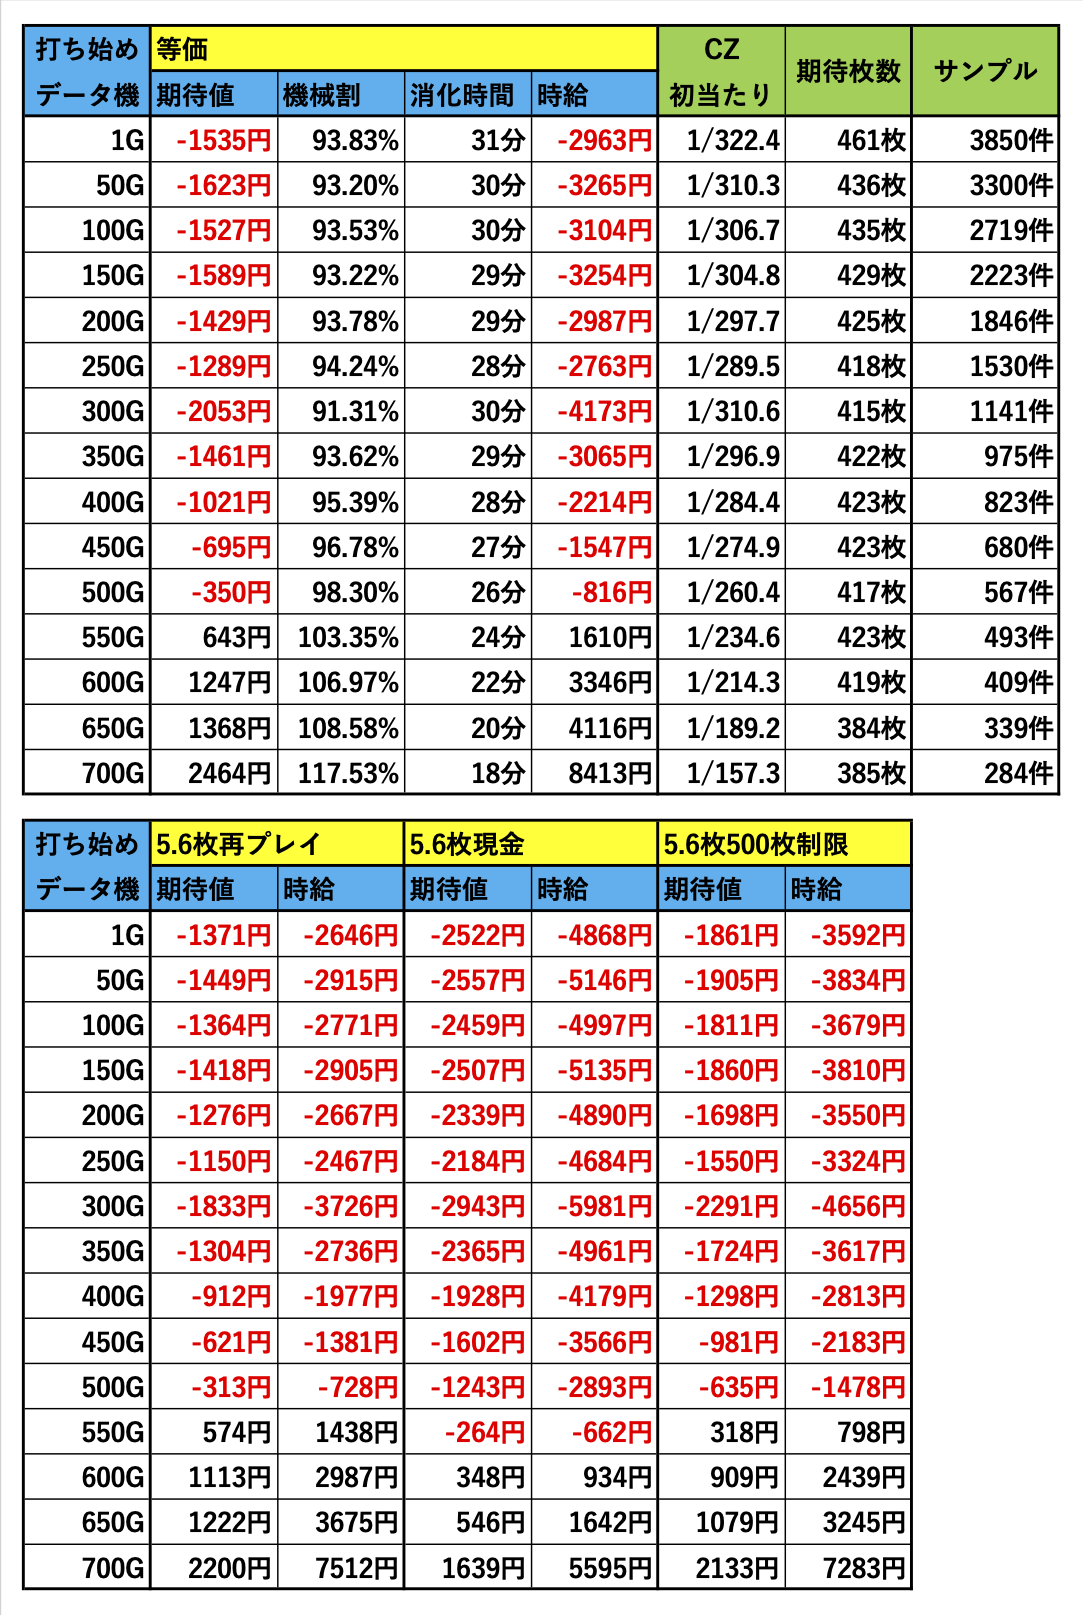 打ち始め 等価 CZ 期待枚数 サンプル
データ機 期待値 機械割 消化時間 時給 初当たり
1G -1535円 93.83% 31分 -2963円 1/322.4 461枚 3850件
50G -1623円 93.20% 30分 -3265円 1/310.3 436枚 3300件
100G -1527円 93.53% 30分 -3104円 1/306.7 435枚 2719件
150G -1589円 93.22% 29分 -3254円 1/304.8 429枚 2223件
200G -1429円 93.78% 29分 -2987円 1/297.7 425枚 1846件
250G -1289円 94.24% 28分 -2763円 1/289.5 418枚 1530件
300G -2053円 91.31% 30分 -4173円 1/310.6 415枚 1141件
350G -1461円 93.62% 29分 -3065円 1/296.9 422枚 975件
400G -1021円 95.39% 28分 -2214円 1/284.4 423枚 823件
450G -695円 96.78% 27分 -1547円 1/274.9 423枚 680件
500G -350円 98.30% 26分 -816円 1/260.4 417枚 567件
550G 643円 103.35% 24分 1610円 1/234.6 423枚 493件
600G 1247円 106.97% 22分 3346円 1/214.3 419枚 409件
650G 1368円 108.58% 20分 4116円 1/189.2 384枚 339件
700G 2464円 117.53% 18分 8413円 1/157.3 385枚 284件
打ち始め 5.6枚再プレイ 5.6枚現金 5.6枚500枚制限
データ機 期待値 時給 期待値 時給 期待値 時給
1G -1371円 -2646円 -2522円 -4868円 -1861円 -3592円
50G -1449円 -2915円 -2557円 -5146円 -1905円 -3834円
100G -1364円 -2771円 -2459円 -4997円 -1811円 -3679円
150G -1418円 -2905円 -2507円 -5135円 -1860円 -3810円
200G -1276円 -2667円 -2339円 -4890円 -1698円 -3550円
250G -1150円 -2467円 -2184円 -4684円 -1550円 -3324円
300G -1833円 -3726円 -2943円 -5981円 -2291円 -4656円
350G -1304円 -2736円 -2365円 -4961円 -1724円 -3617円
400G -912円 -1977円 -1928円 -4179円 -1298円 -2813円
450G -621円 -1381円 -1602円 -3566円 -981円 -2183円
500G -313円 -728円 -1243円 -2893円 -635円 -1478円
550G 574円 1438円 -264円 -662円 318円 798円
600G 1113円 2987円 348円 934円 909円 2439円
650G 1222円 3675円 546円 1642円 1079円 3245円
700G 2200円 7512円 1639円 5595円 2133円 7283円